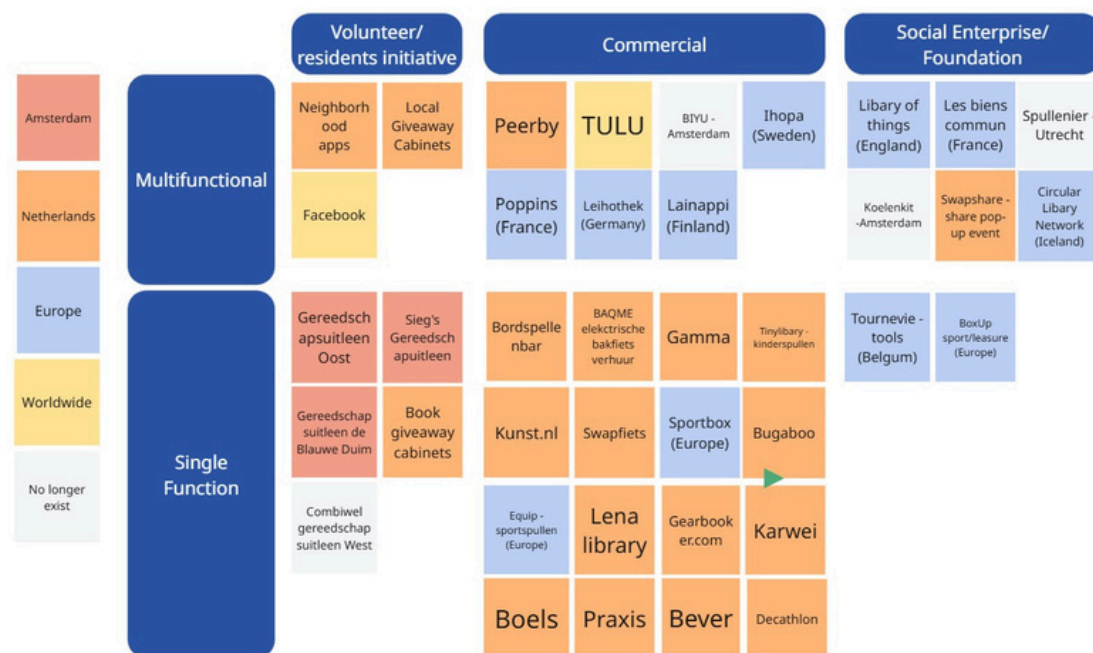 Volunteer/
residents initiative
Commercial
Social Enterprise/
Foundation
Amsterdam
Netherlands
Europe
Worldwide
No longer
exist
Multifunctional
Neighborh
ood
apps
Local
Giveaway
Cabinets
Facebook
Peerby
TULU
BIYU -
Amsterdam
Ihopa
(Sweden)
Poppins
(France)
Leihothek
(Germany)
Lainappi
(Finland)
Libary of
things
(England)
Les biens
commun
(France)
Spullenier -
Utrecht
Koelenkit
-Amsterdam
Swapshare -
share pop-
up event
Circular
Libary
Network
(Iceland)
Single
Function
Gereedsch
apsuitleen
Oost
Sieg's
Gereedsch
apuitleen
Gereedschap
suitleen de
Blauwe Duim
Book
giveaway
cabinets
Combiwel
gereedschap
suitleen West
Bordspelle
nbar
BAQME
elekctrische
bakfiets
verhuur
Gamma
Tinylibary -
kinderspullen
Kunst.nl
Swapfiets
Sportbox
(Europe)
Bugaboo
Equip -
sportspullen
(Europe)
Lena
library
Gearbook
er.com
Karwei
Boels
Praxis
Bever
Decathlon
Tournevie -
tools
(Belgum)
BoxUp
sport/leasure
(Europe)